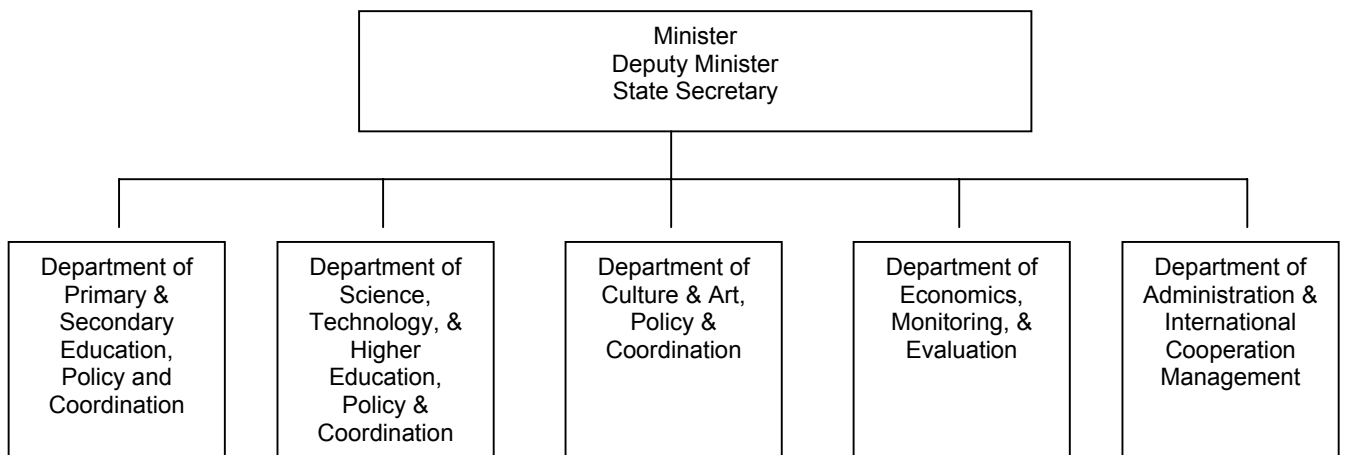 Minister
Deputy Minister
State Secretary
Department of
Primary &
Secondary
Education,
Policy and
Coordination
Department of
Science,
Technology, &
Higher
Education,
Policy &
Coordination
Department of
Culture & Art,
Policy &
Coordination
Department of
Economics,
Monitoring, &
Evaluation
Department of
Administration &
International
Cooperation
Management